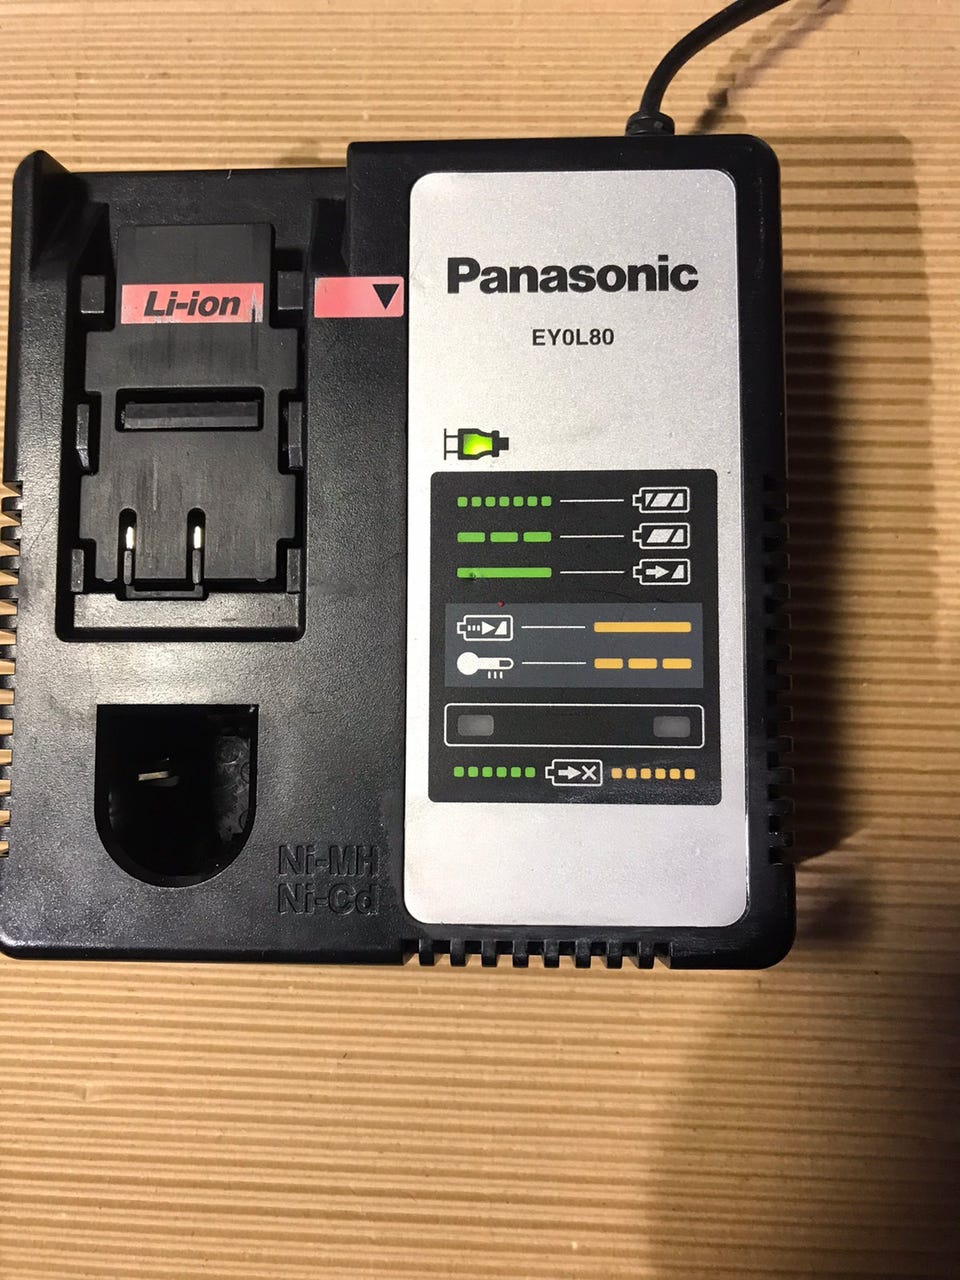 Li-ion
Panasonic
EY0L80
Ni-MH
Ni-Cd